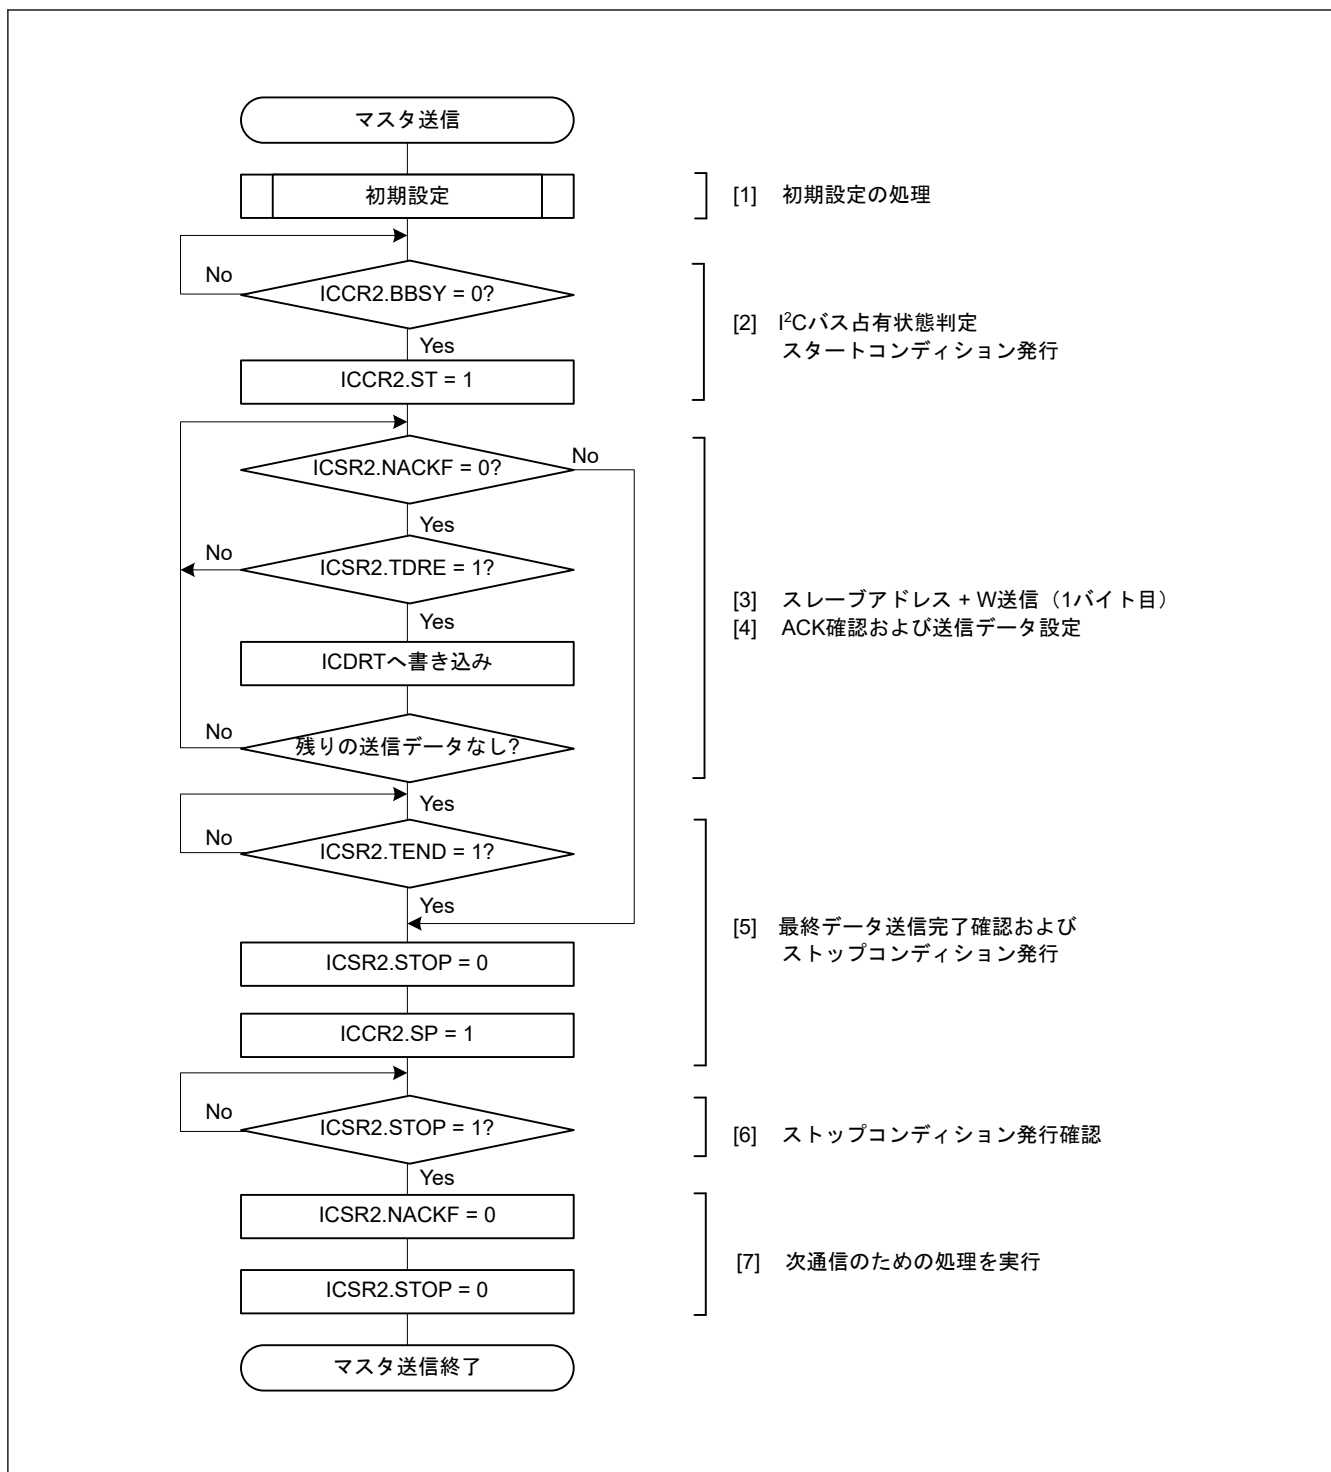 マスタ送信
初期設定
[1] 初期設定の処理
No
ICCR2.BBSY = 0?
Yes
[2] I²Cバス占有状態判定
スタートコンディション発行
ICCR2.ST = 1
ICSR2.NACKF = 0?
No
Yes
No
ICSR2.TDRE = 1?
Yes
[3] スレーブアドレス + W送信（1バイト目）
[4] ACK確認および送信データ設定
ICDRTへ書き込み
No
残りの送信データなし?
Yes
No
ICSR2.TEND = 1?
Yes
[5] 最終データ送信完了確認および
ストップコンディション発行
ICSR2.STOP = 0
ICCR2.SP = 1
No
ICSR2.STOP = 1?
[6] ストップコンディション発行確認
Yes
ICSR2.NACKF = 0
[7] 次通信のための処理を実行
ICSR2.STOP = 0
マスタ送信終了